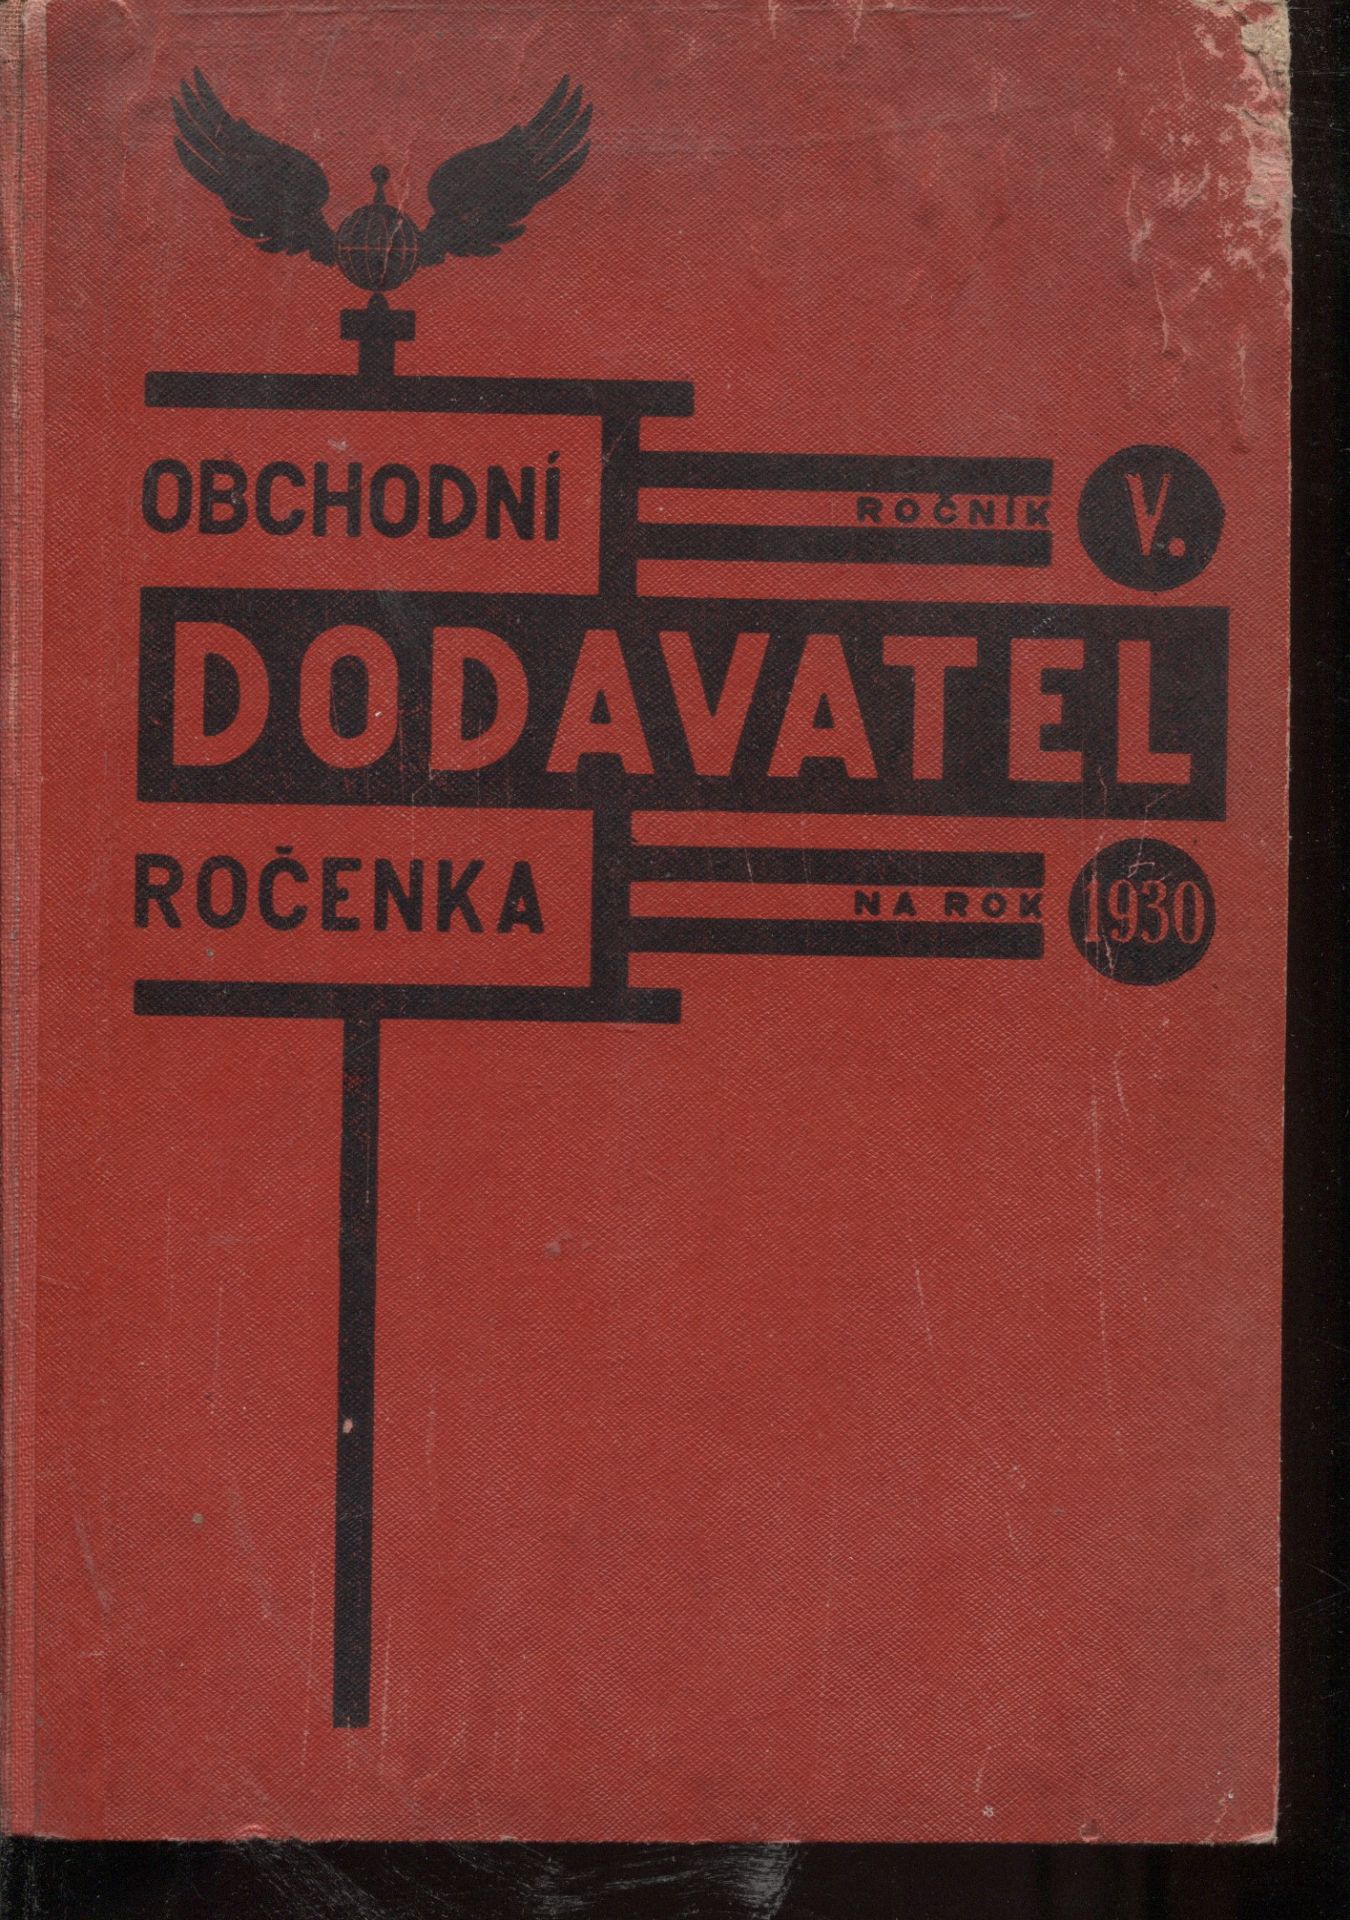 OBCHODNÍ
ROČNÍK V.
DODAVATEL
ROČENKA
NA ROK 1930